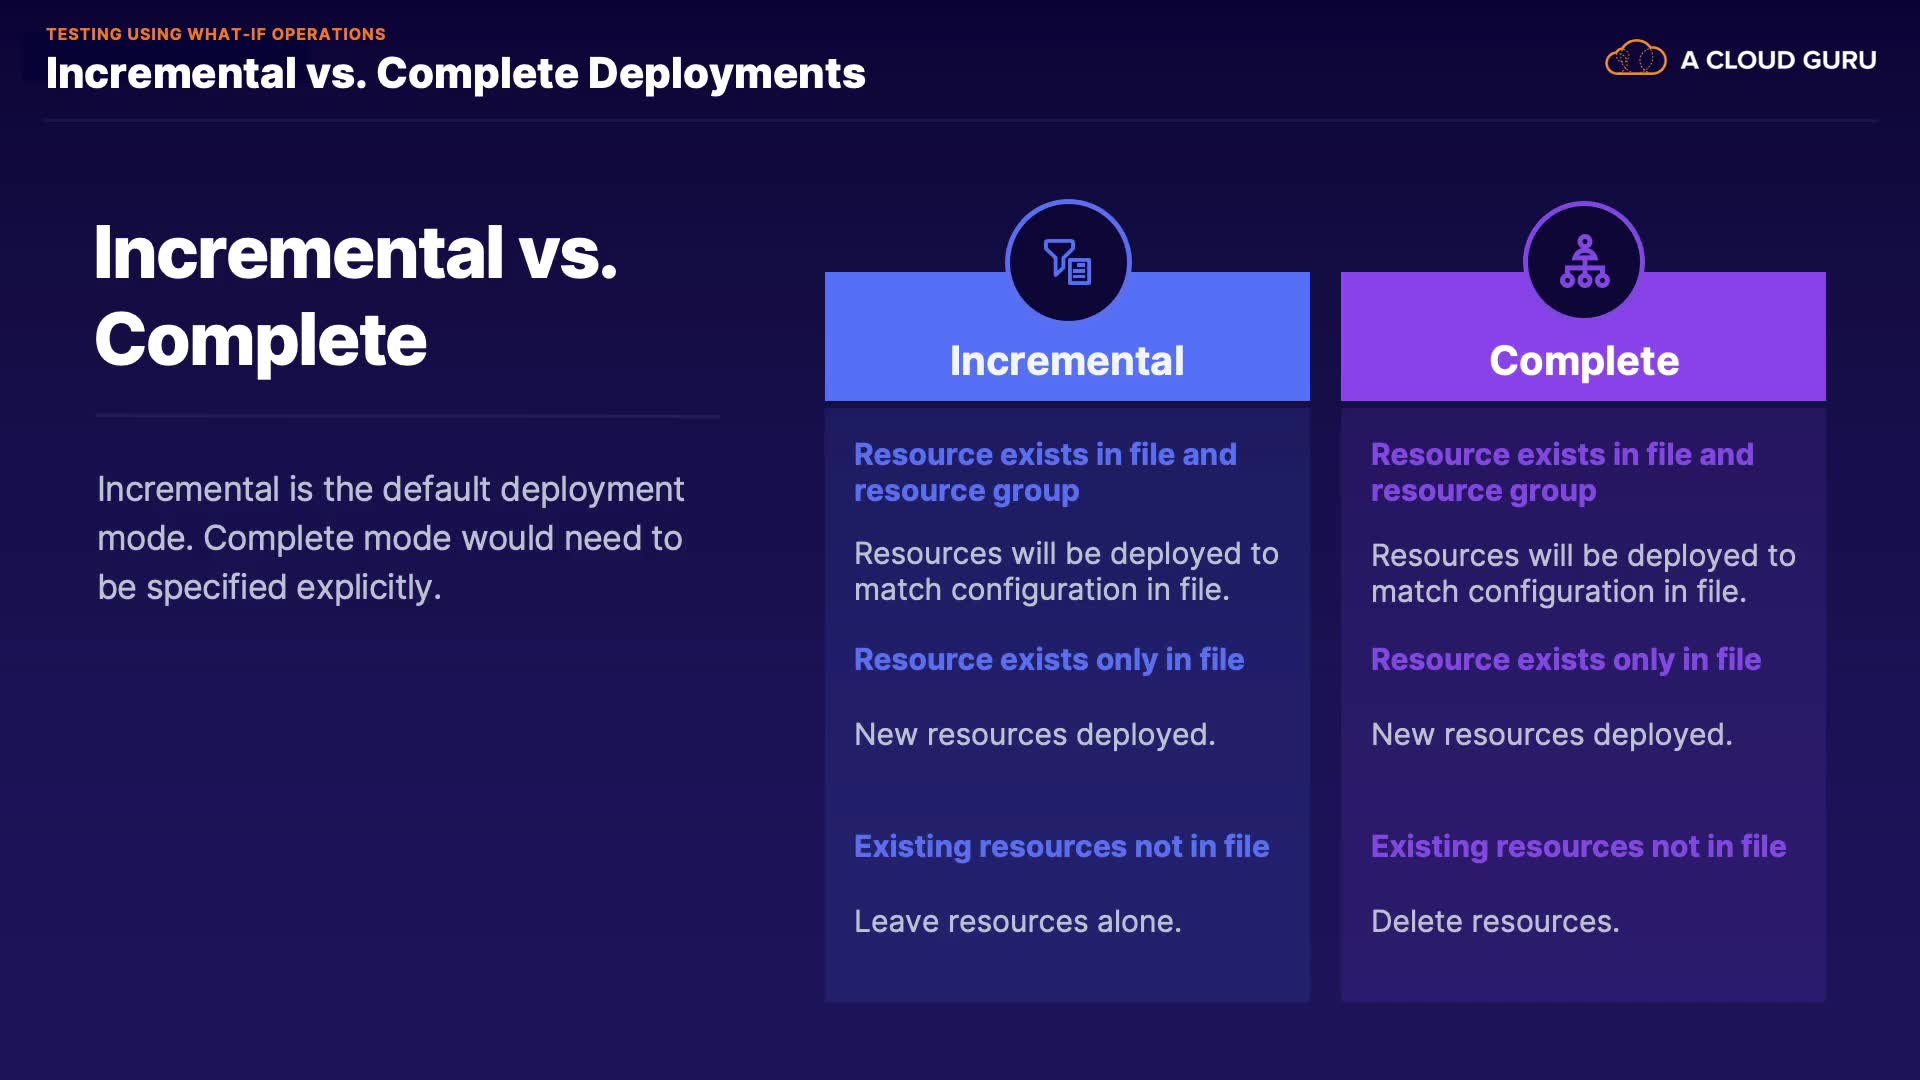 TESTING USING WHAT-IF OPERATIONS
Incremental vs. Complete Deployments
A CLOUD GURU
Incremental vs.
Complete
Incremental is the default deployment
mode. Complete mode would need to
be specified explicitly.
Incremental
Resource exists in file and
resource group
Resources will be deployed to
match configuration in file.
Resource exists only in file
New resources deployed.
Existing resources not in file
Leave resources alone.
Complete
Resource exists in file and
resource group
Resources will be deployed to
match configuration in file.
Resource exists only in file
New resources deployed.
Existing resources not in file
Delete resources.